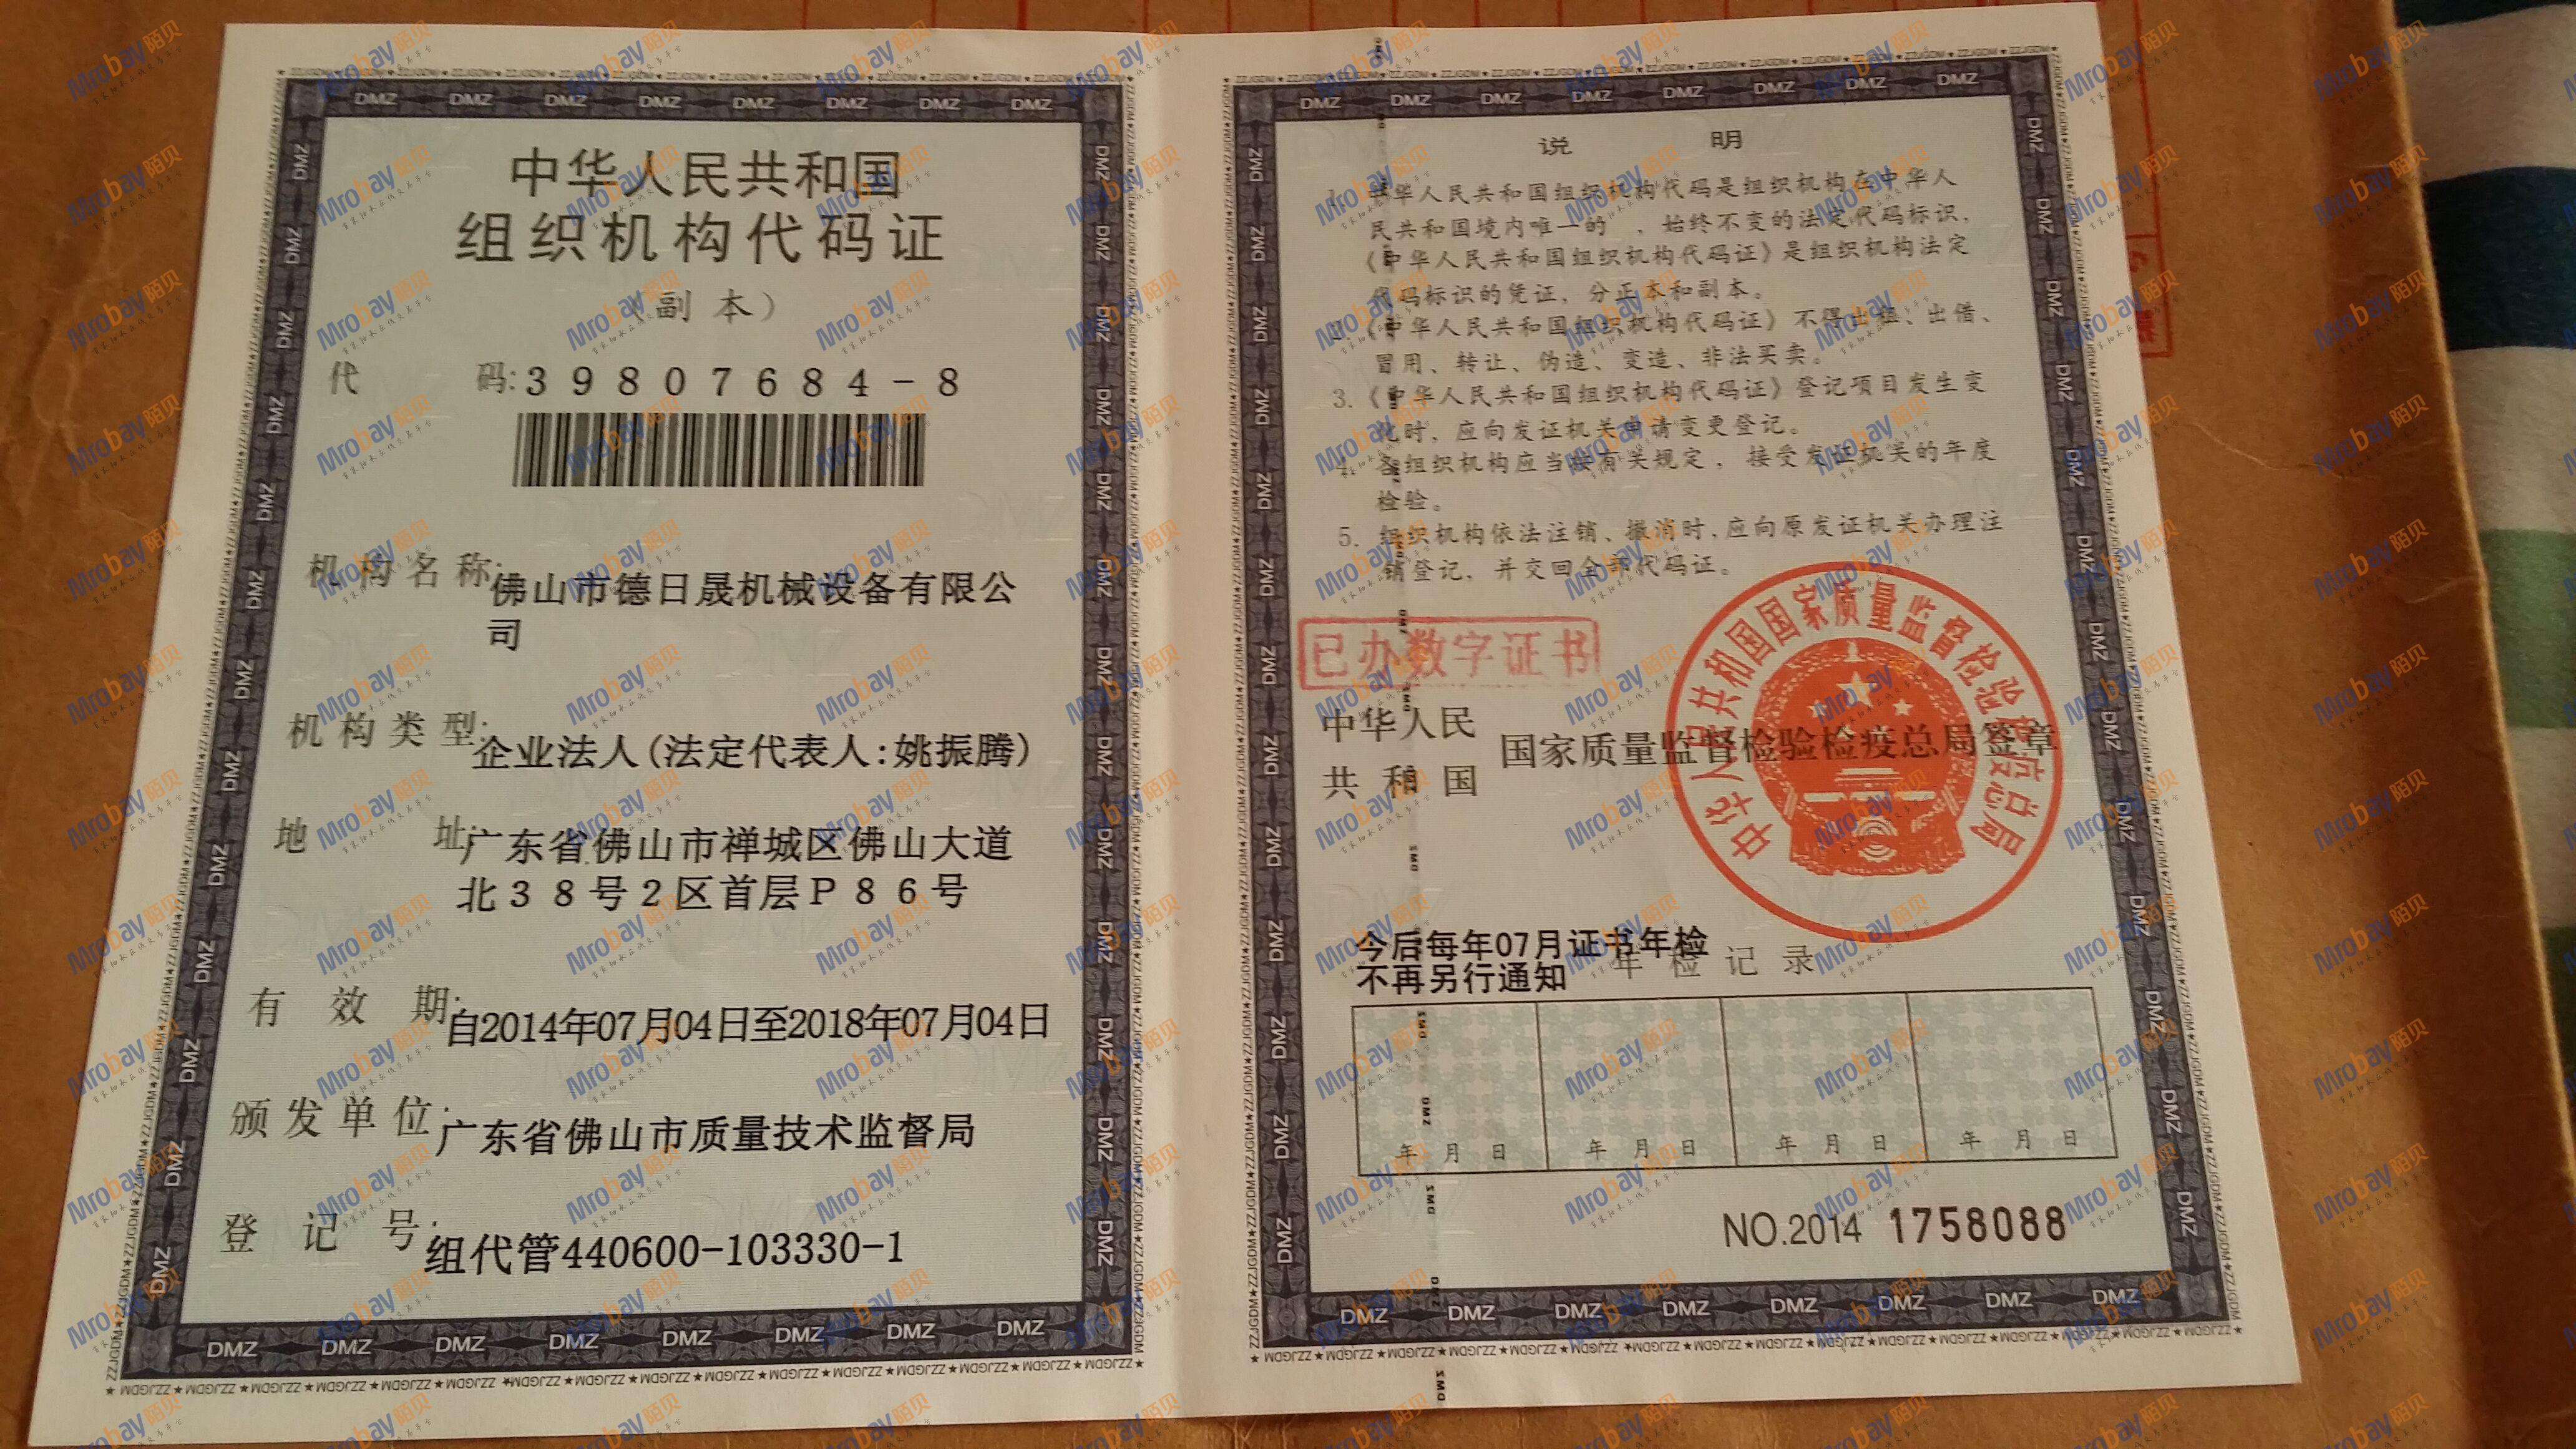 中华人民共和国
组织机构代码证
（副 本）
代 码:39807684-8
机构名称:佛山市德日晟机械设备有限公
司
机构类型:企业法人(法定代表人:姚振腾)
地 址:广东省佛山市禅城区佛山大道
北38号2区首层P86号
有 效 期:自2014年07月04日至2018年07月04日
颁发单位:广东省佛山市质量技术监督局
登 记 号:组代管440600-103330-1
说 明
1. 中华人民共和国组织机构代码是组织机构在中华人
民共和国境内唯一的 ，始终不变的法定代码标识，
《中华人民共和国组织机构代码证》是组织机构法定
代码标识的凭证，分正本和副本。
2.《中华人民共和国组织机构代码证》不得出租、出借、
冒用、转让、伪造、变造、非法买卖。
3.《中华人民共和国组织机构代码证》登记项目发生变
化时，应向发证机关申请变更登记。
4. 各组织机构应当按有关规定，接受发证机关的年度
检验。
5. 组织机构依法注销、撤消时，应向原发证机关办理注
销登记，并交回全部代码证。
已办数字证书
中华人民
共和国 国家质量监督检验检疫总局签章
中华人民共和国国家质量监督检验检疫总局
今后每年07月证书年检
不再另行通知
年检记录
年 月 日 年 月 日 年 月 日 年 月 日
NO.2014 1758088
DMZ
ZZJGDM
Mrobay陌贝